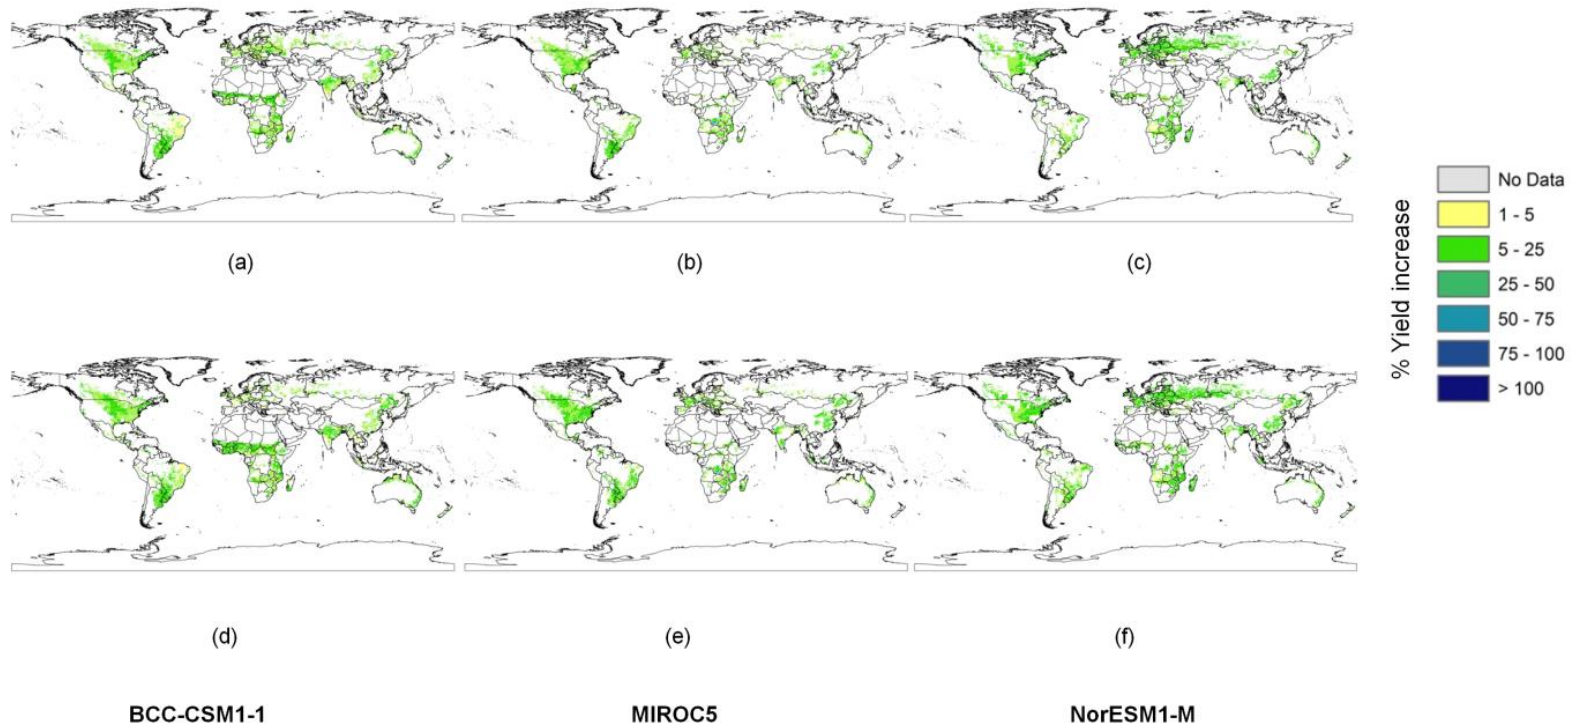 (a)
(b)
(c)
(d)
(e)
(f)
BCC-CSM1-1
MIROC5
NorESM1-M
% Yield increase
No Data
1 - 5
5 - 25
25 - 50
50 - 75
75 - 100
> 100